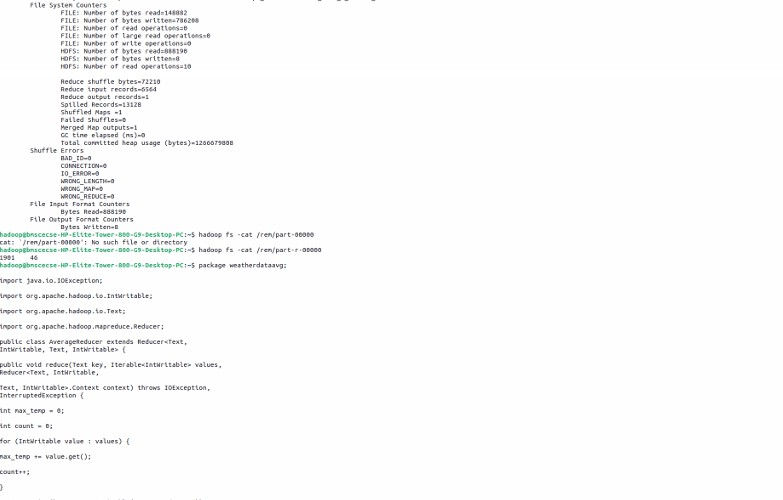 File System Counters
FILE: Number of bytes read=148882
FILE: Number of bytes written=786208
FILE: Number of read operations=0
FILE: Number of large read operations=0
FILE: Number of write operations=0
HDFS: Number of bytes read=888190
HDFS: Number of bytes written=8
HDFS: Number of read operations=10
Reduce shuffle bytes=72210
Reduce input records=6564
Reduce output records=1
Spilled Records=13128
Shuffled Maps =1
Failed Shuffles=0
Merged Map outputs=1
GC time elapsed (ms)=0
Total committed heap usage (bytes)=1266679808
Shuffle Errors
BAD_ID=0
CONNECTION=0
IO_ERROR=0
WRONG_LENGTH=0
WRONG_MAP=0
WRONG_REDUCE=0
File Input Format Counters
Bytes Read=888190
File Output Format Counters
Bytes Written=8
hadoop@bmscecse-HP-Elite-Tower-800-G9-Desktop-PC:~$ hadoop fs -cat /rem/part-00000
cat: `/rem/part-00000': No such file or directory
hadoop@bmscecse-HP-Elite-Tower-800-G9-Desktop-PC:~$ hadoop fs -cat /rem/part-r-00000
1901 46
hadoop@bmscecse-HP-Elite-Tower-800-G9-Desktop-PC:~$ package weatherdataavg;
import java.io.IOException;
import org.apache.hadoop.io.IntWritable;
import org.apache.hadoop.io.Text;
import org.apache.hadoop.mapreduce.Reducer;
public class AverageReducer extends Reducer<Text,
IntWritable, Text, IntWritable> {
public void reduce(Text key, Iterable<IntWritable> values,
Reducer<Text, IntWritable,
Text, IntWritable>.Context context) throws IOException,
InterruptedException {
int max_temp = 0;
int count = 0;
for (IntWritable value : values) {
max_temp += value.get();
count++;
}